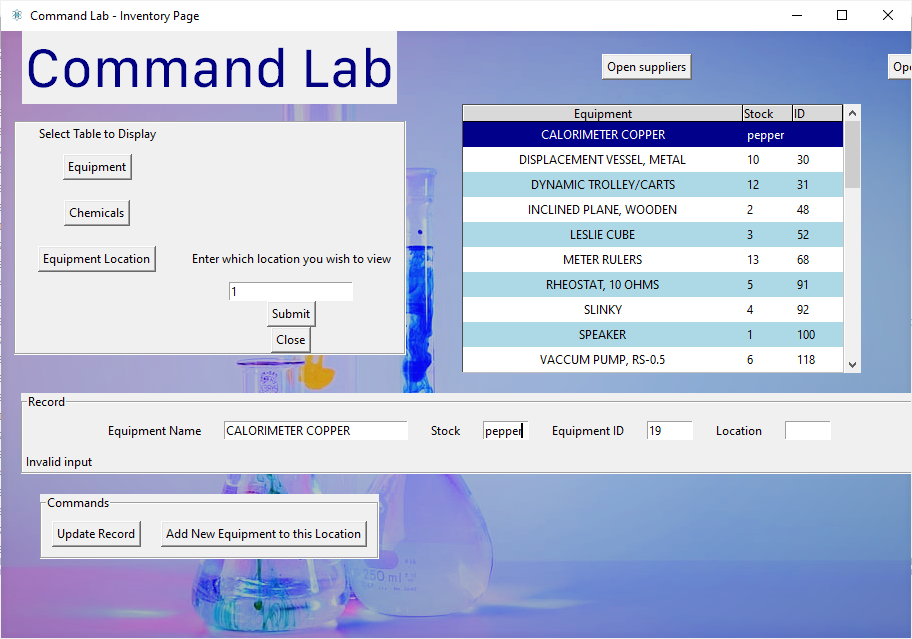 Command Lab - Inventory Page
Command Lab
Open suppliers
Ope
Select Table to Display
Equipment
Chemicals
Equipment Location
Enter which location you wish to view
1
Submit
Close
Equipment Stock ID
CALORIMETER COPPER pepper
DISPLACEMENT VESSEL, METAL 10 30
DYNAMIC TROLLEY/CARTS 12 31
INCLINED PLANE, WOODEN 2 48
LESLIE CUBE 3 52
METER RULERS 13 68
RHEOSTAT, 10 OHMS 5 91
SLINKY 4 92
SPEAKER 1 100
VACCUM PUMP, RS-0.5 6 118
Record
Equipment Name CALORIMETER COPPER Stock pepper Equipment ID 19 Location
Invalid input
Commands
Update Record Add New Equipment to this Location
250 ml